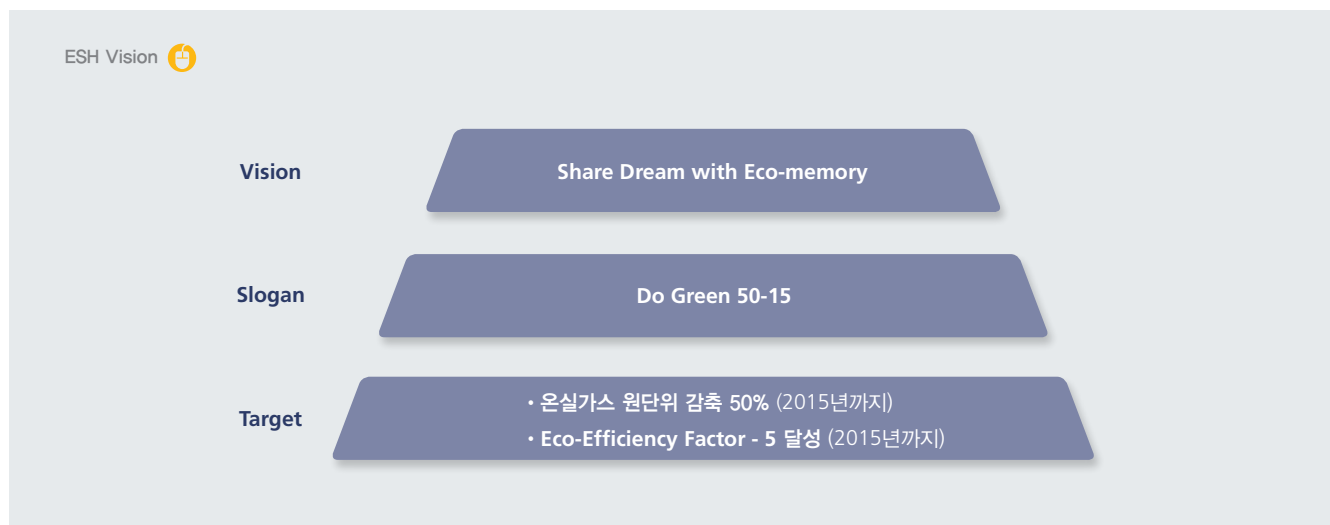 ESH Vision
Vision
Share Dream with Eco-memory
Slogan
Do Green 50-15
Target
• 온실가스 원단위 감축 50% (2015년까지)
• Eco-Efficiency Factor - 5 달성 (2015년까지)